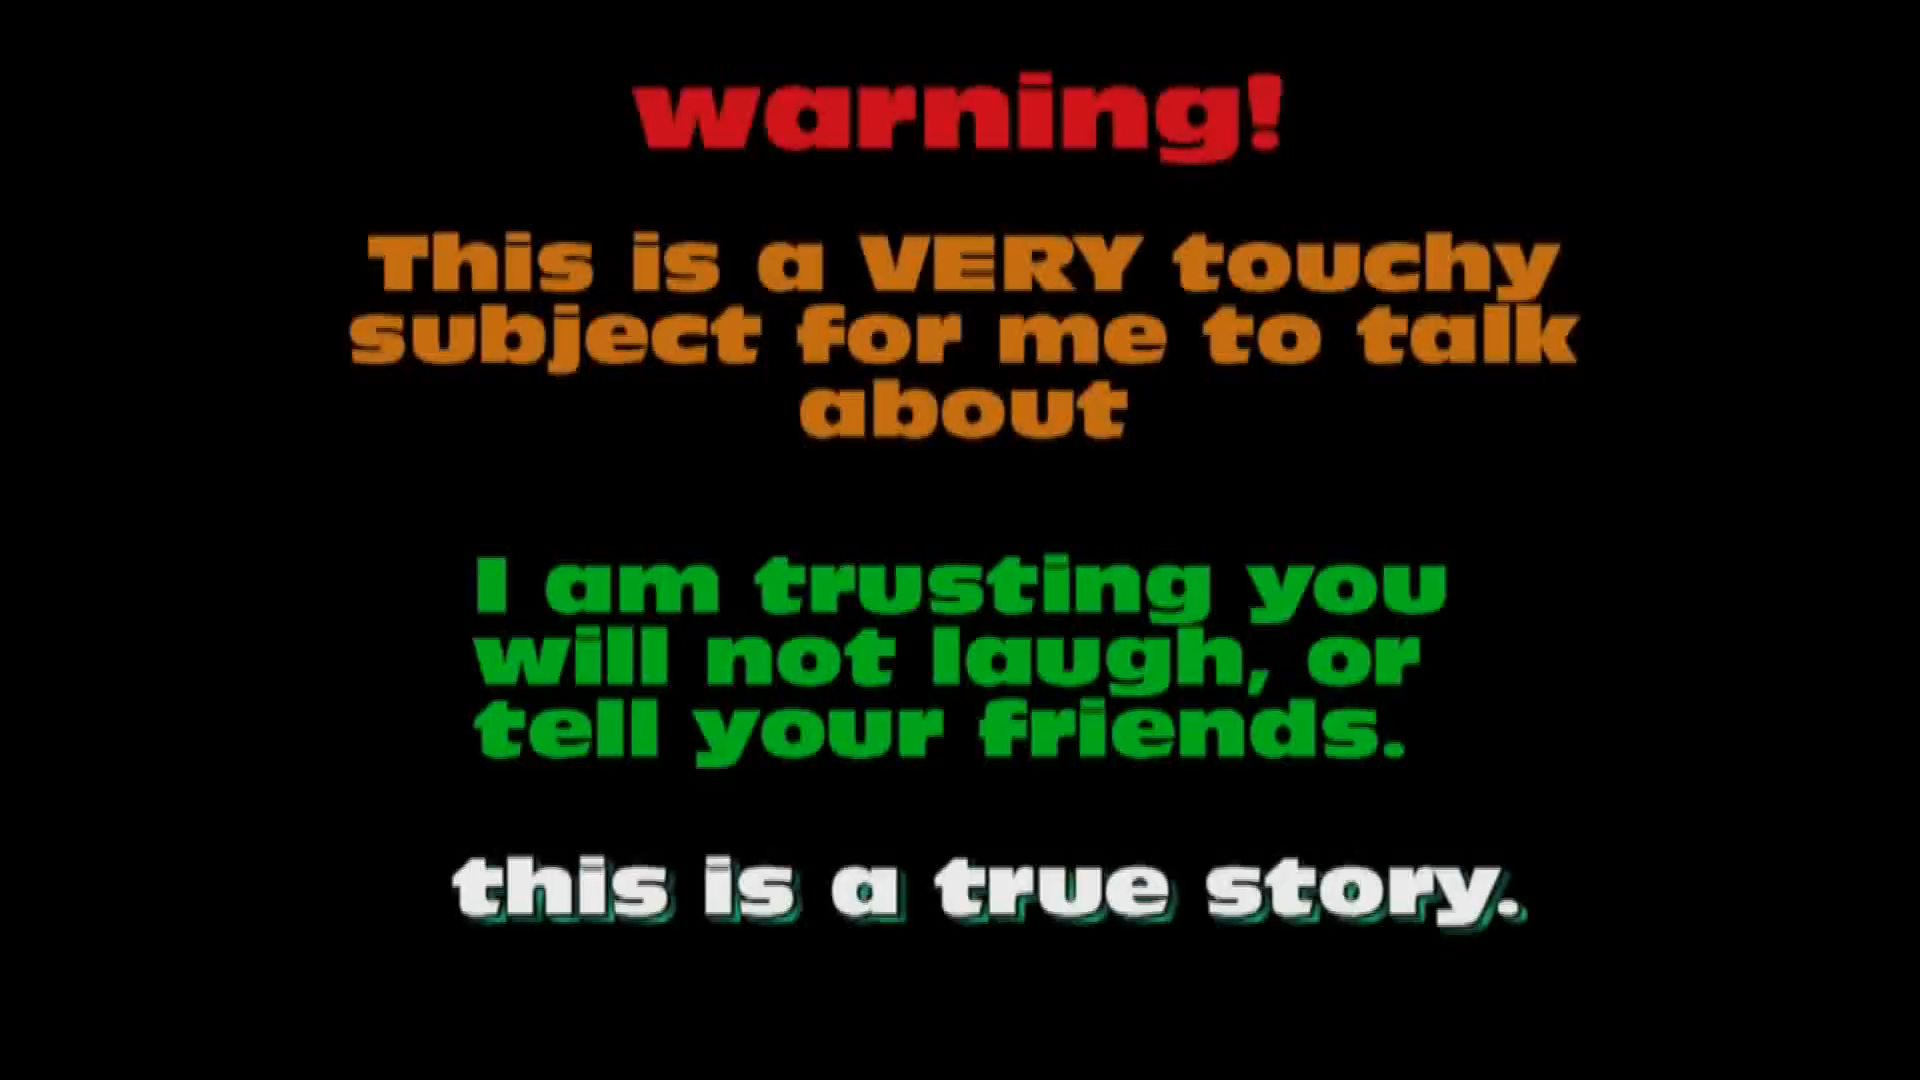 warning!
This is a VERY touchy
subject for me to talk
about
I am trusting you
will not laugh, or
tell your friends.
this is a true story.